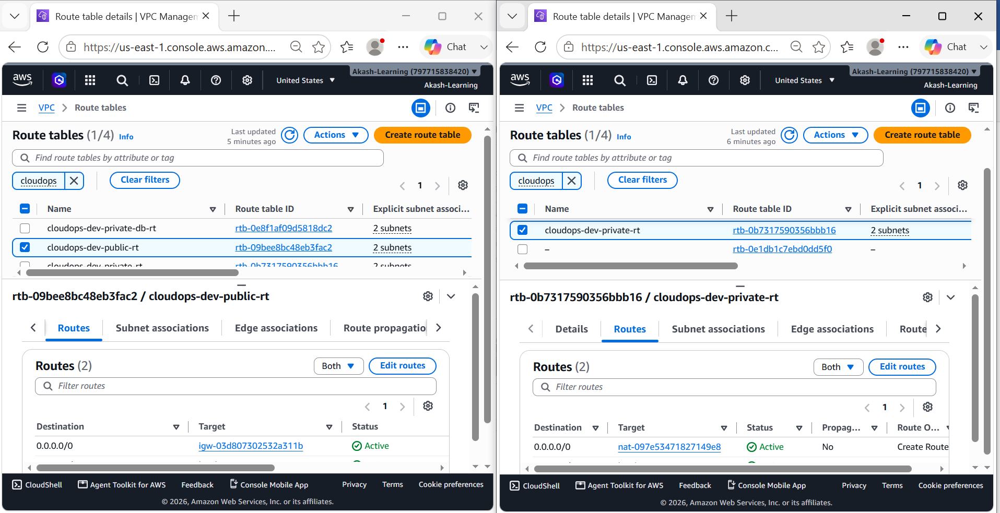 Route table details | VPC Managem
https://us-east-1.console.aws.amazon....
Chat
aws
United States
Akash-Learning (797715838420)
Akash-Learning
VPC
Route tables
Route tables (1/4) Info
Last updated
5 minutes ago
Actions
Create route table
Find route tables by attribute or tag
cloudops
Clear filters
1
Name
Route table ID
Explicit subnet associ...
cloudops-dev-private-db-rt
rtb-0e8f1af09d5818dc2
2 subnets
cloudops-dev-public-rt
rtb-09bee8bc48eb3fac2
2 subnets
cloudops-dev-private-rt
rtb-0b7317590356bbb16
2 subnets
rtb-09bee8bc48eb3fac2 / cloudops-dev-public-rt
Routes
Subnet associations
Edge associations
Route propagatio
Routes (2)
Both
Edit routes
Filter routes
1
Destination
Target
Status
0.0.0.0/0
igw-03d807302532a311b
Active
CloudShell
Agent Toolkit for AWS
Feedback
Console Mobile App
Privacy
Terms
Cookie preferences
© 2026, Amazon Web Services, Inc. or its affiliates.
Route table details | VPC Managem
https://us-east-1.console.aws.amazon.c...
Chat
aws
United States
Akash-Learning (797715838420)
Akash-Learning
VPC
Route tables
Route tables (1/4) Info
Last updated
6 minutes ago
Actions
Create route table
Find route tables by attribute or tag
cloudops
Clear filters
1
Name
Route table ID
Explicit subnet associ...
cloudops-dev-private-rt
rtb-0b7317590356bbb16
2 subnets
–
rtb-0e1db1c7ebd0dd5f0
–
rtb-0b7317590356bbb16 / cloudops-dev-private-rt
Details
Routes
Subnet associations
Edge associations
Route
Routes (2)
Both
Edit routes
Filter routes
1
Destination
Target
Status
Propag...
Route O...
0.0.0.0/0
nat-097e53471827149e8
Active
No
Create Route
CloudShell
Agent Toolkit for AWS
Feedback
Console Mobile App
Privacy
Terms
Cookie preferences
© 2026, Amazon Web Services, Inc. or its affiliates.